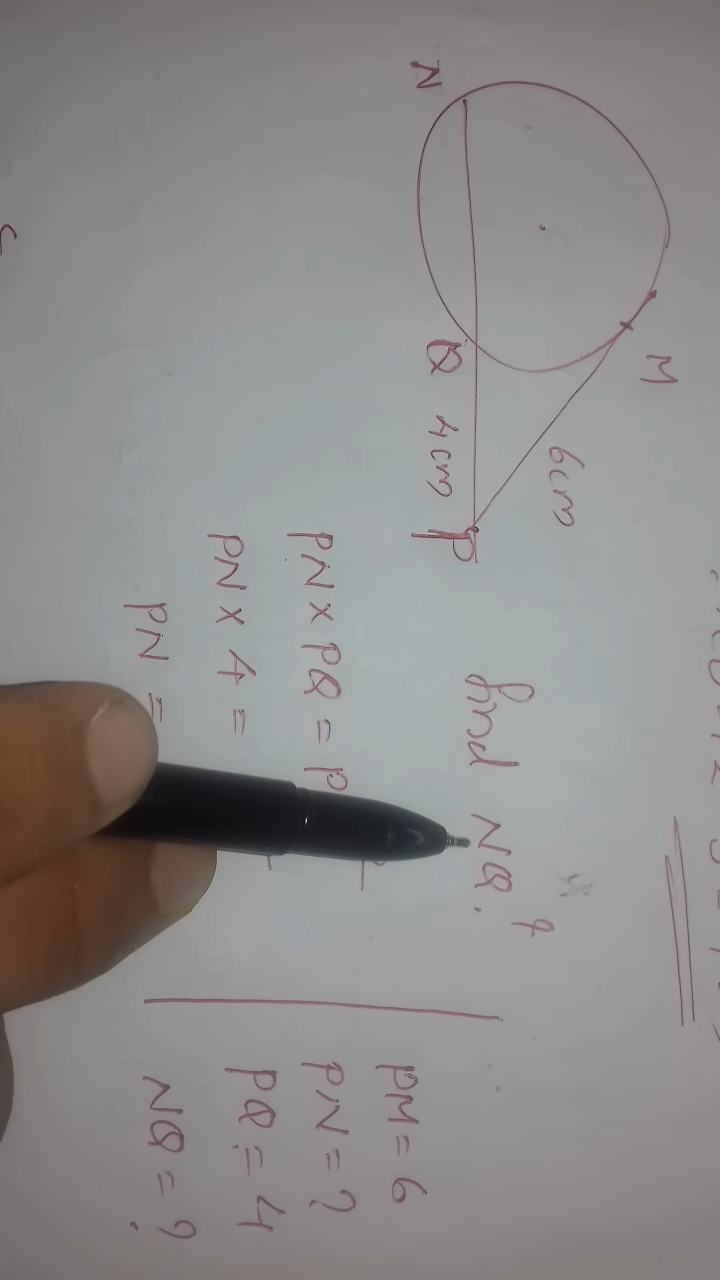 N
M
Q
4cm
6cm
P
find NQ.
PN × PQ = P
PN × 4 =
PN =
PM = 6
PN = ?
PQ = 4
NQ = ?